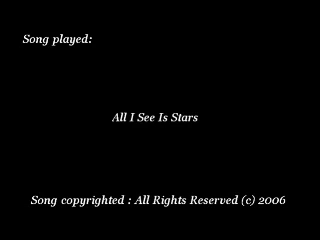 Song played:
All I See Is Stars
Song copyrighted : All Rights Reserved (c) 2006